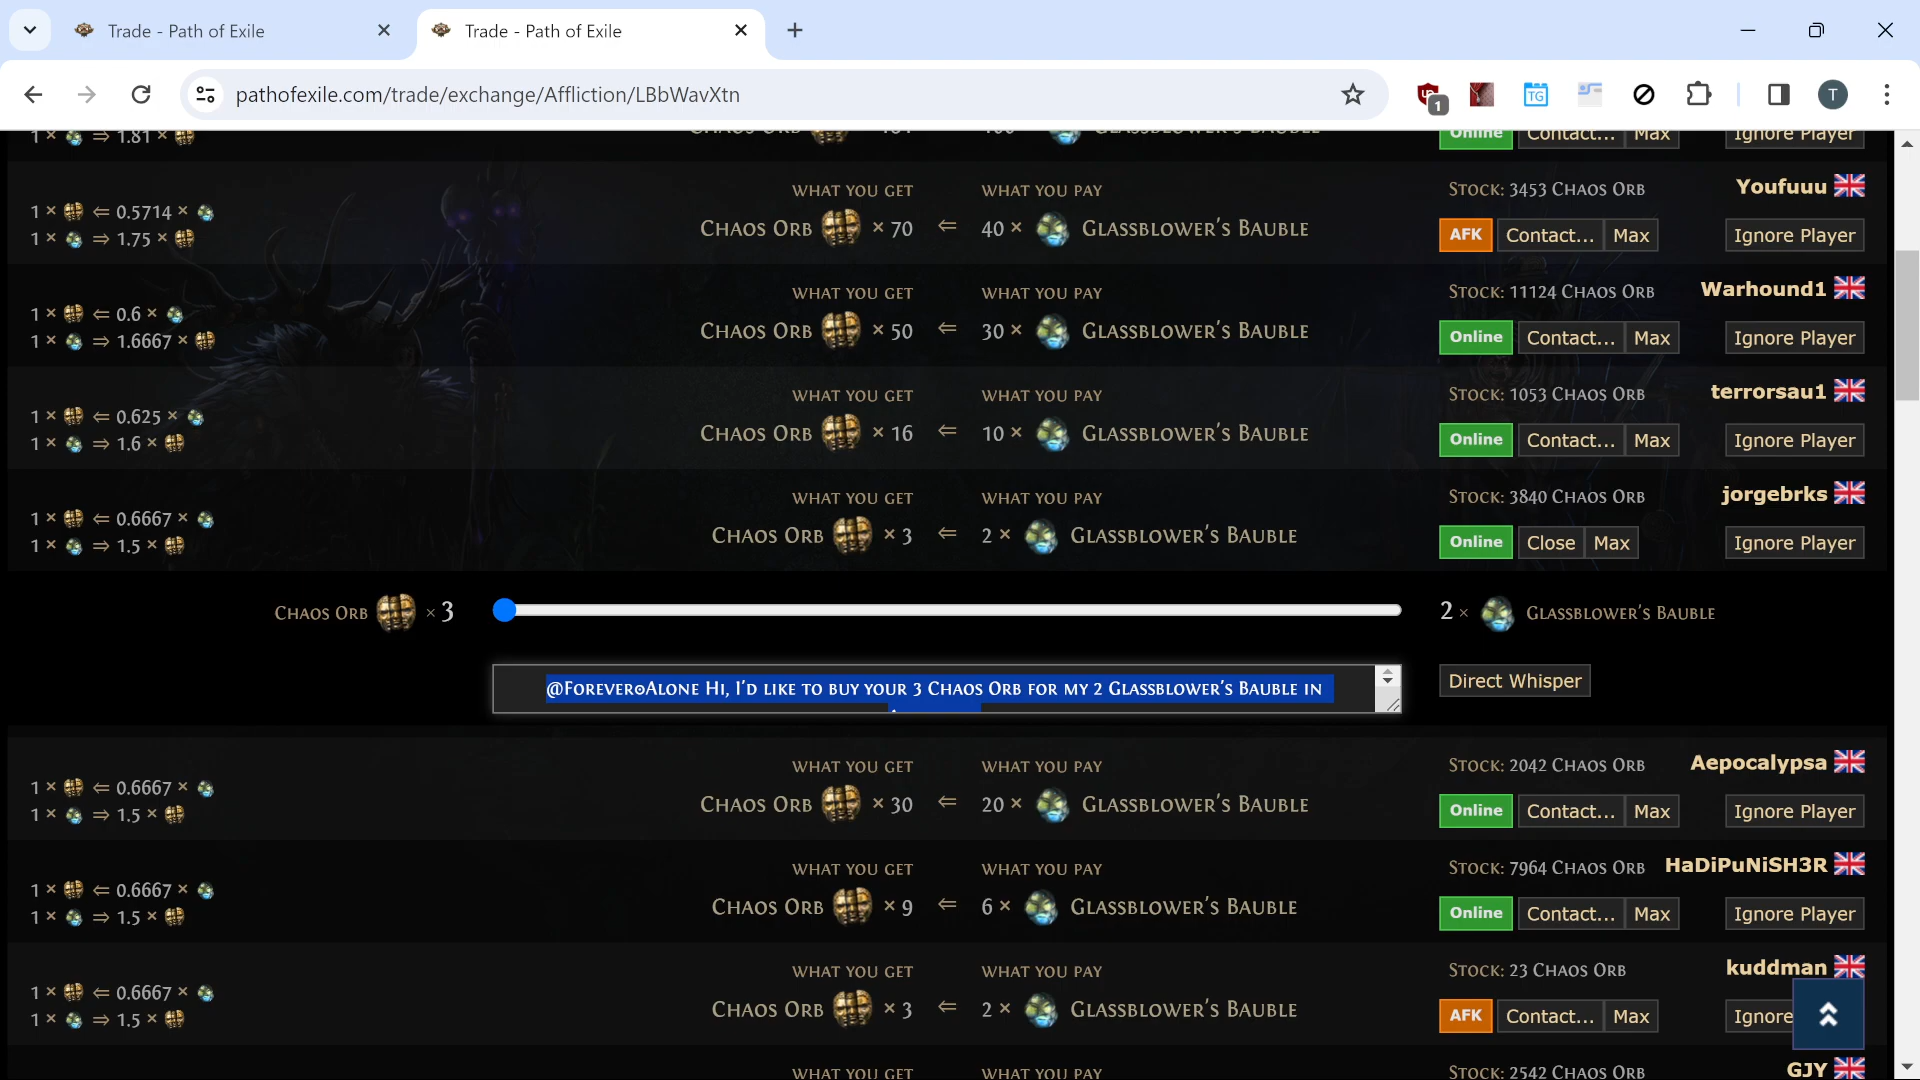 Trade - Path of Exile
Trade - Path of Exile
pathofexile.com/trade/exchange/Affliction/LBbWavXtn
1
TG
T
1 × ⇒ 1.81 ×
Online Contact... Max Ignore Player
WHAT YOU GET WHAT YOU PAY Stock: 3453 Chaos Orb Youfuuu
1 × ⇐ 0.5714 ×
Chaos Orb × 70 ⇐ 40 × Glassblower's Bauble AFK Contact... Max Ignore Player
1 × ⇒ 1.75 ×
WHAT YOU GET WHAT YOU PAY Stock: 11124 Chaos Orb Warhound1
1 × ⇐ 0.6 ×
Chaos Orb × 50 ⇐ 30 × Glassblower's Bauble Online Contact... Max Ignore Player
1 × ⇒ 1.6667 ×
WHAT YOU GET WHAT YOU PAY Stock: 1053 Chaos Orb terrorsau1
1 × ⇐ 0.625 ×
Chaos Orb × 16 ⇐ 10 × Glassblower's Bauble Online Contact... Max Ignore Player
1 × ⇒ 1.6 ×
WHAT YOU GET WHAT YOU PAY Stock: 3840 Chaos Orb jorgebrks
1 × ⇐ 0.6667 ×
Chaos Orb × 3 ⇐ 2 × Glassblower's Bauble Online Close Max Ignore Player
1 × ⇒ 1.5 ×
Chaos Orb × 3 2 × Glassblower's Bauble
@ForeveroAlone Hi, I'd like to buy your 3 Chaos Orb for my 2 Glassblower's Bauble in
Direct Whisper
WHAT YOU GET WHAT YOU PAY Stock: 2042 Chaos Orb Aepocalypsa
1 × ⇐ 0.6667 ×
Chaos Orb × 30 ⇐ 20 × Glassblower's Bauble Online Contact... Max Ignore Player
1 × ⇒ 1.5 ×
WHAT YOU GET WHAT YOU PAY Stock: 7964 Chaos Orb HaDiPuNiSH3R
1 × ⇐ 0.6667 ×
Chaos Orb × 9 ⇐ 6 × Glassblower's Bauble Online Contact... Max Ignore Player
1 × ⇒ 1.5 ×
WHAT YOU GET WHAT YOU PAY Stock: 23 Chaos Orb kuddman
1 × ⇐ 0.6667 ×
Chaos Orb × 3 ⇐ 2 × Glassblower's Bauble AFK Contact... Max Ignore
1 × ⇒ 1.5 ×
WHAT YOU GET WHAT YOU PAY Stock: 2542 Chaos Orb GJY